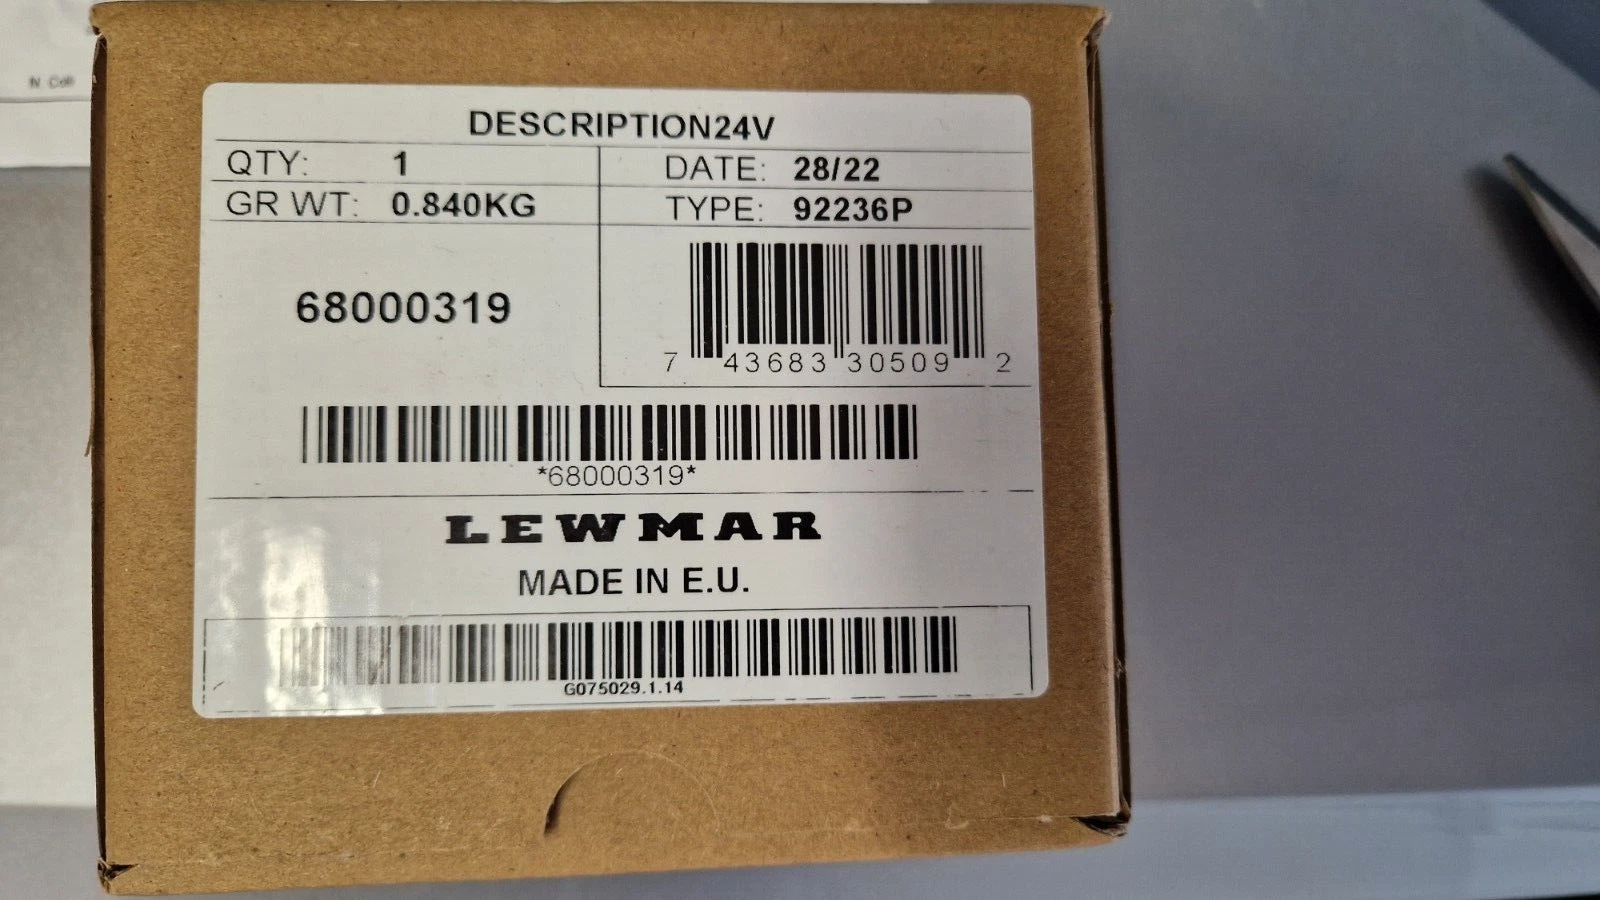 N. Coll
DESCRIPTION24V
QTY: 1
DATE: 28/22
GR WT: 0.840KG
TYPE: 92236P
68000319
7 43683 30509 2
*68000319*
LEWMAR
MADE IN E.U.
G075029.1.14